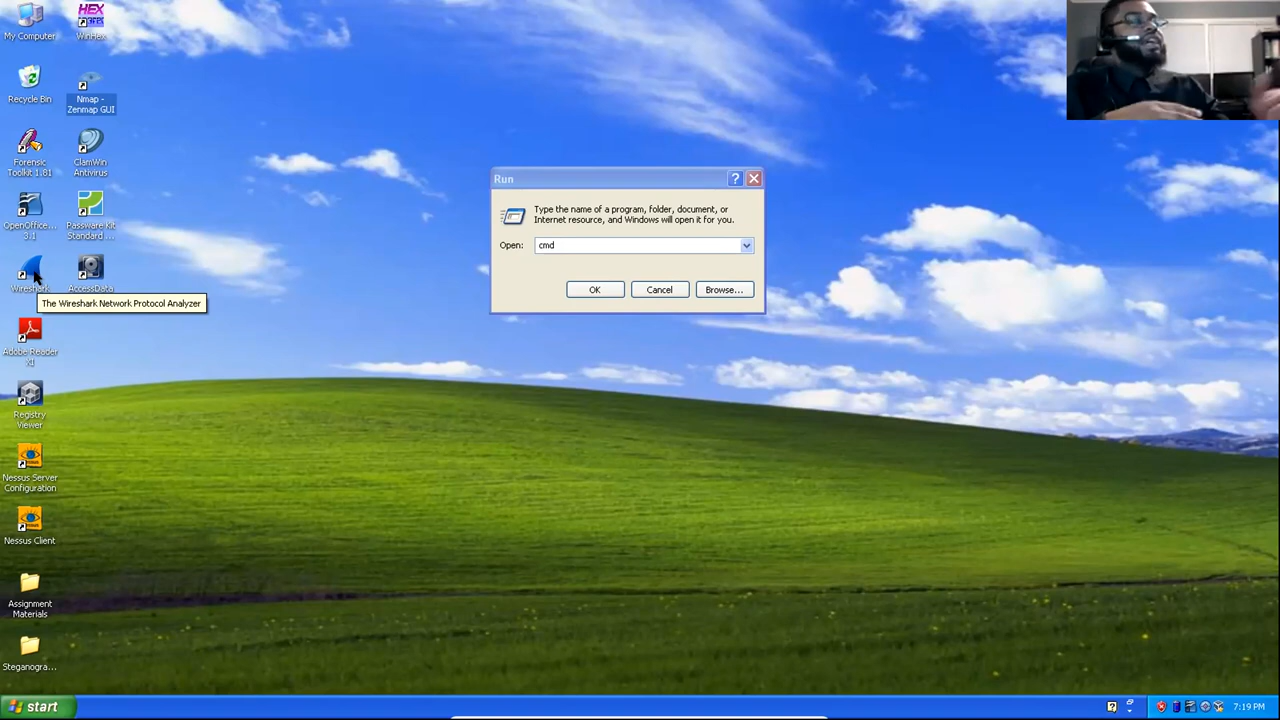 My Computer
HEX
WinHex
Recycle Bin
Nmap -
Zenmap GUI
Forensic
Toolkit 1.81
ClamWin
Antivirus
OpenOffice....
3.1
Passware Kit
Standard ...
Wireshark
AccessData
The Wireshark Network Protocol Analyzer
Adobe Reader
XI
Registry
Viewer
Nessus Server
Configuration
Nessus Client
Assignment
Materials
Steganogra...
Run
Type the name of a program, folder, document, or
Internet resource, and Windows will open it for you.
Open: cmd
OK Cancel Browse...
start
7:19 PM